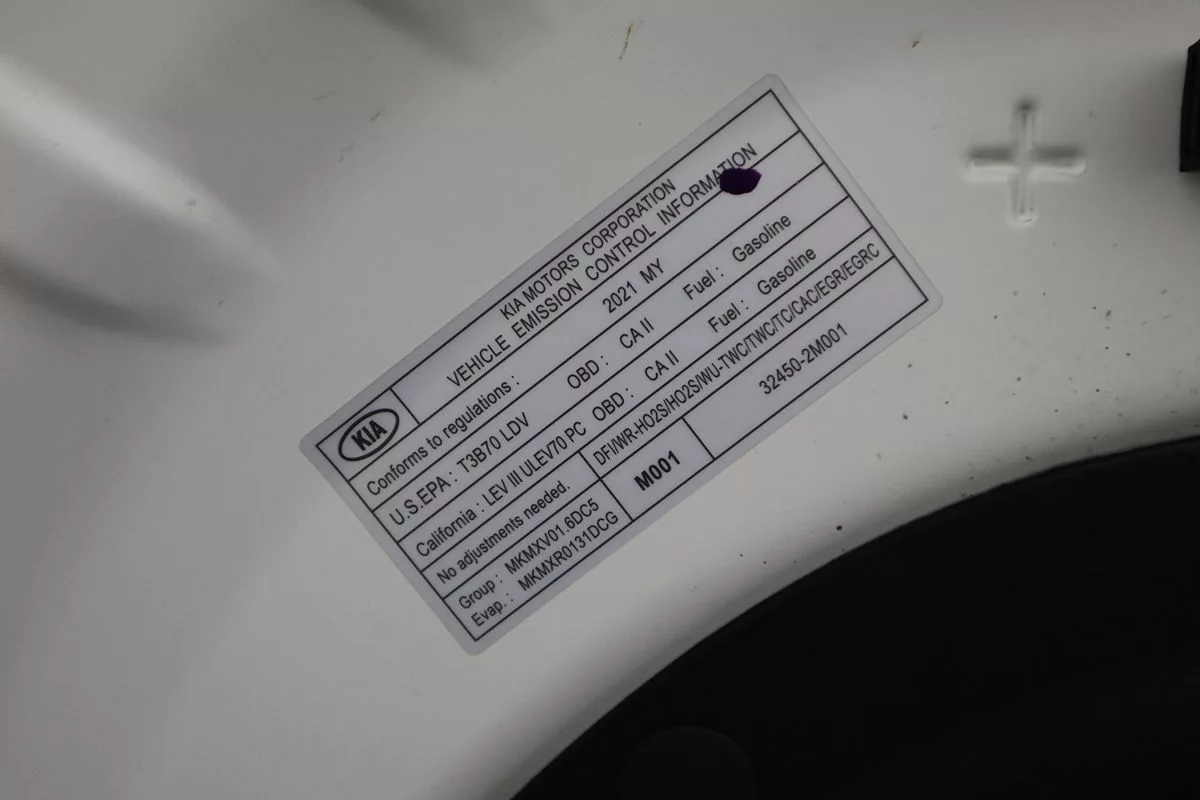 KIA MOTORS CORPORATION
KIA VEHICLE EMISSION CONTROL INFORMATION
Conforms to regulations : 2021 MY
U.S.EPA : T3B70 LDV OBD : CA II Fuel : Gasoline
California : LEV III ULEV70 PC OBD : CA II Fuel : Gasoline
No adjustments needed. DFI/WR-HO2S/HO2S/WU-TWC/TWC/TC/CAC/EGR/EGRC
Group : MKMXV01.6DC5 M001 32450-2M001
Evap. : MKMXR0131DCG